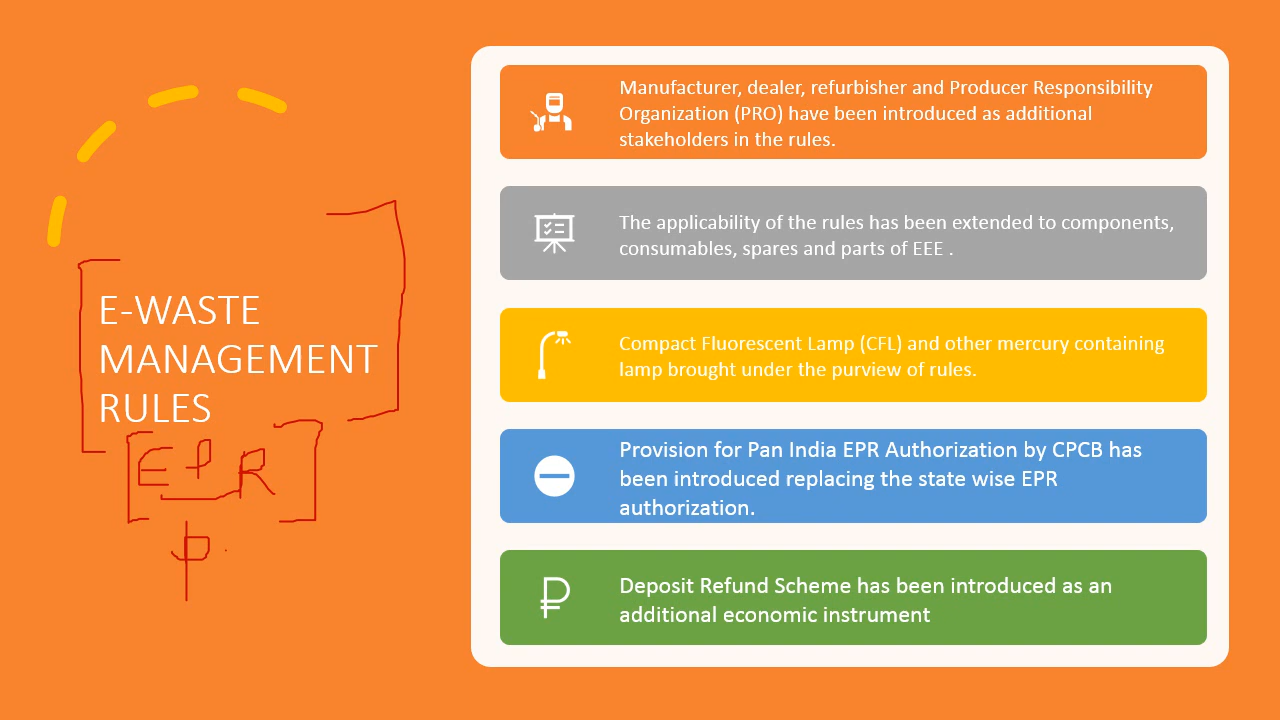 E-WASTE
MANAGEMENT
RULES
EPR
P
Manufacturer, dealer, refurbisher and Producer Responsibility
Organization (PRO) have been introduced as additional
stakeholders in the rules.
The applicability of the rules has been extended to components,
consumables, spares and parts of EEE .
Compact Fluorescent Lamp (CFL) and other mercury containing
lamp brought under the purview of rules.
Provision for Pan India EPR Authorization by CPCB has
been introduced replacing the state wise EPR
authorization.
Deposit Refund Scheme has been introduced as an
additional economic instrument